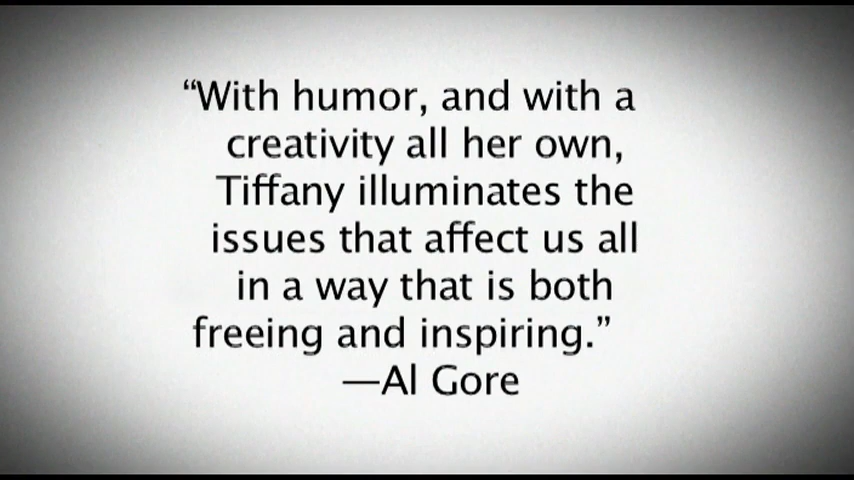 “With humor, and with a
creativity all her own,
Tiffany illuminates the
issues that affect us all
in a way that is both
freeing and inspiring.”
—Al Gore